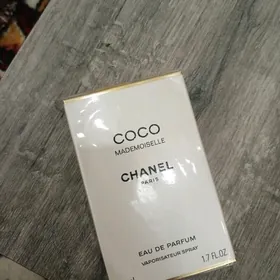 COCO
MADEMOISELLE
CHANEL
PARIS
EAU DE PARFUM
VAPORISATEUR SPRAY
1.7 FL.OZ